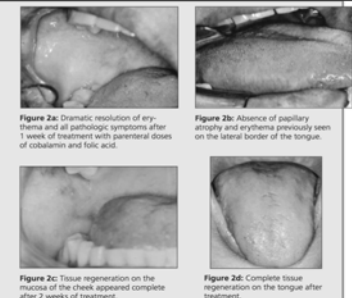 Figure 2a: Dramatic resolution of ery-
thema and all pathologic symptoms after
1 week of treatment with parenteral doses
of cobalamin and folic acid.
Figure 2b: Absence of papillary
atrophy and erythema previously seen
on the lateral border of the tongue.
Figure 2c: Tissue regeneration on the
mucosa of the cheek appeared complete
after 2 weeks of treatment.
Figure 2d: Complete tissue
regeneration on the tongue after
treatment.